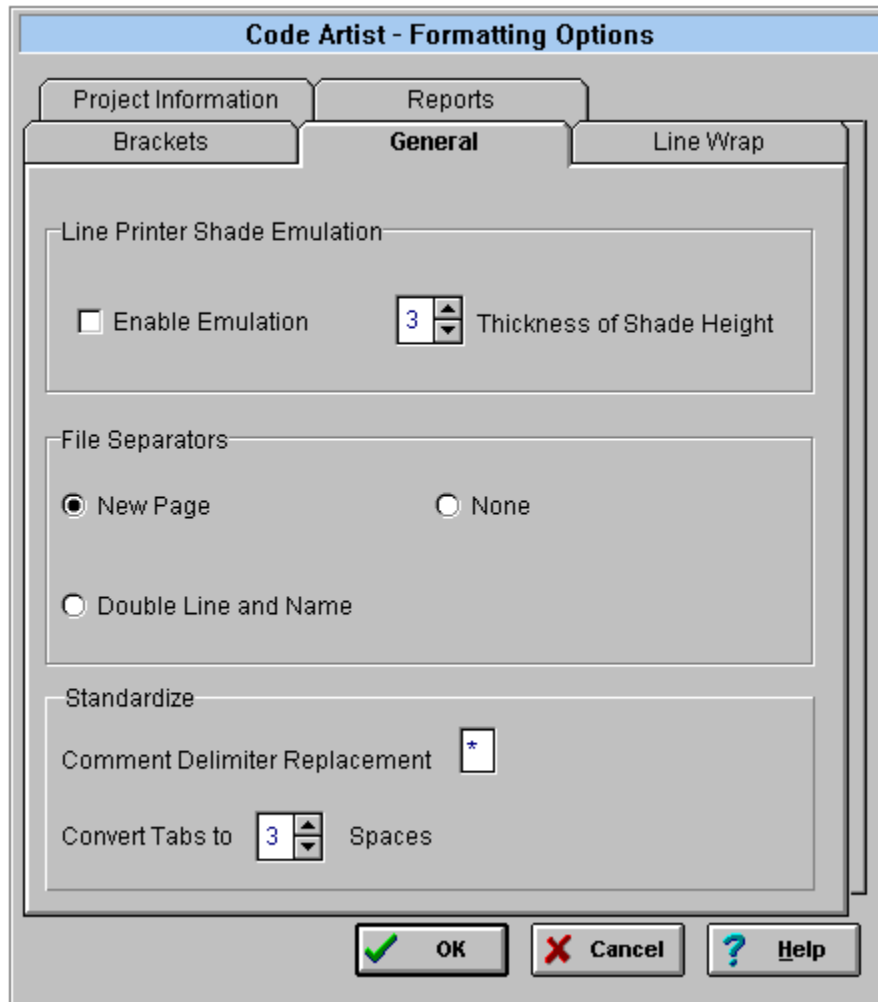 Code Artist - Formatting Options
Project Information Reports
Brackets General Line Wrap
Line Printer Shade Emulation
Enable Emulation 3 Thickness of Shade Height
File Separators
New Page None
Double Line and Name
Standardize
Comment Delimiter Replacement *
Convert Tabs to 3 Spaces
OK Cancel ? Help